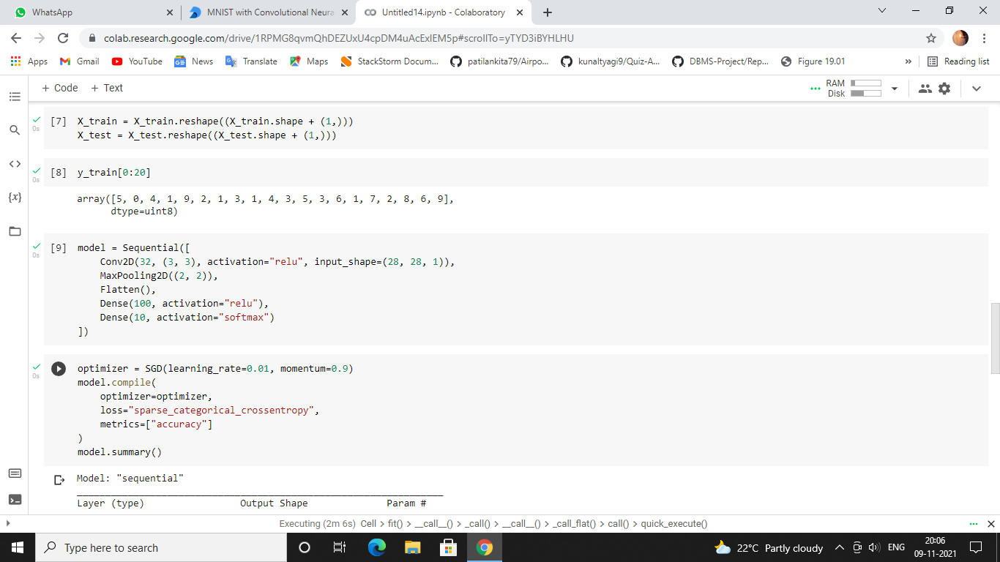 WhatsApp
MNIST with Convolutional Neura
Untitled14.ipynb - Colaboratory
colab.research.google.com/drive/1RPMG8qvmQhDEZUxU4cpDM4uAcExIEM5p#scrollTo=yTYD3iBYHLHU
Apps Gmail YouTube News Translate Maps StackStorm Docum... patilankita79/Airpo... kunaltyagi9/Quiz-A... DBMS-Project/Rep... Figure 19.01 » Reading list
+ Code + Text
RAM
Disk
[7] X_train = X_train.reshape((X_train.shape + (1,)))
0s
X_test = X_test.reshape((X_test.shape + (1,)))
[8] y_train[0:20]
0s
array([5, 0, 4, 1, 9, 2, 1, 3, 1, 4, 3, 5, 3, 6, 1, 7, 2, 8, 6, 9],
dtype=uint8)
[9] model = Sequential([
0s
Conv2D(32, (3, 3), activation="relu", input_shape=(28, 28, 1)),
MaxPooling2D((2, 2)),
Flatten(),
Dense(100, activation="relu"),
Dense(10, activation="softmax")
])
optimizer = SGD(learning_rate=0.01, momentum=0.9)
0s
model.compile(
optimizer=optimizer,
loss="sparse_categorical_crossentropy",
metrics=["accuracy"]
)
model.summary()
Model: "sequential"
Layer (type) Output Shape Param #
Executing (2m 6s) Cell > fit() > __call__() > _call() > __call__() > _call_flat() > call() > quick_execute()
Type here to search
22°C Partly cloudy
ENG
20:06
09-11-2021